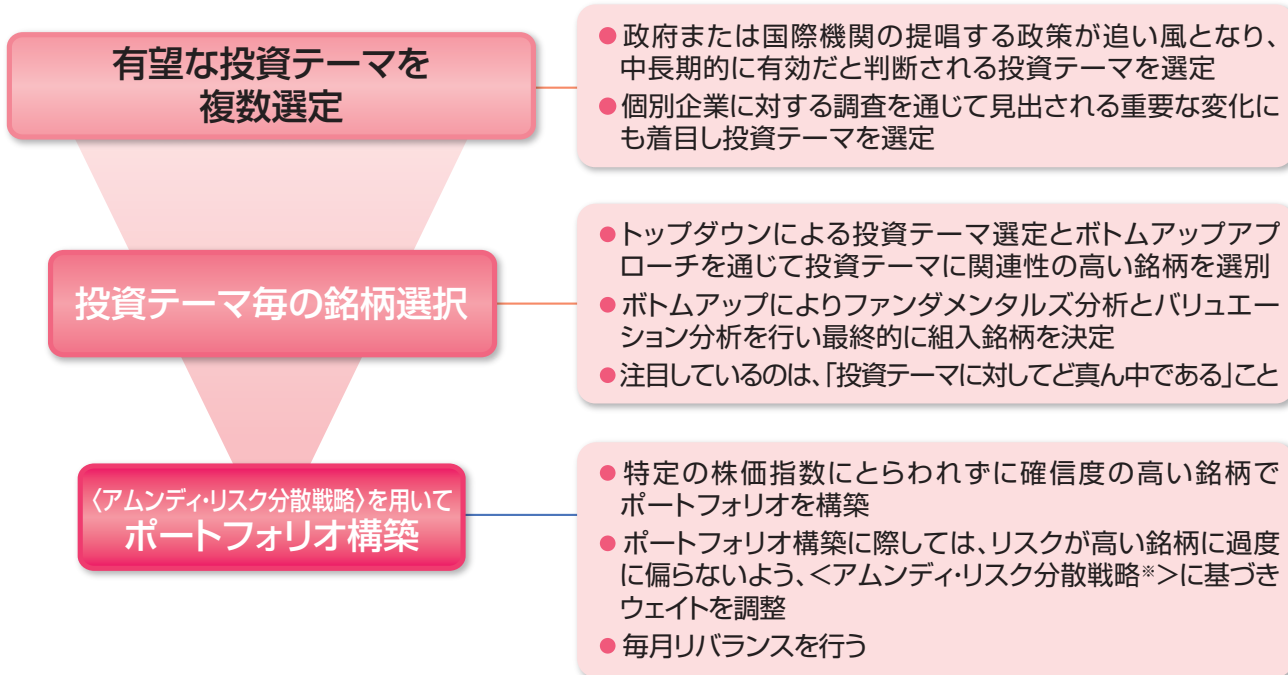 有望な投資テーマを
複数選定
●政府または国際機関の提唱する政策が追い風となり、
中長期的に有効だと判断される投資テーマを選定
●個別企業に対する調査を通じて見出される重要な変化に
も着目し投資テーマを選定
投資テーマ毎の銘柄選択
●トップダウンによる投資テーマ選定とボトムアップアプ
ローチを通じて投資テーマに関連性の高い銘柄を選別
●ボトムアップによりファンダメンタルズ分析とバリュエー
ション分析を行い最終的に組入銘柄を決定
●注目しているのは、「投資テーマに対してど真ん中である」こと
〈アムンディ・リスク分散戦略〉を用いて
ポートフォリオ構築
●特定の株価指数にとらわれずに確信度の高い銘柄で
ポートフォリオを構築
●ポートフォリオ構築に際しては、リスクが高い銘柄に過度
に偏らないよう、<アムンディ・リスク分散戦略※>に基づき
ウェイトを調整
●毎月リバランスを行う